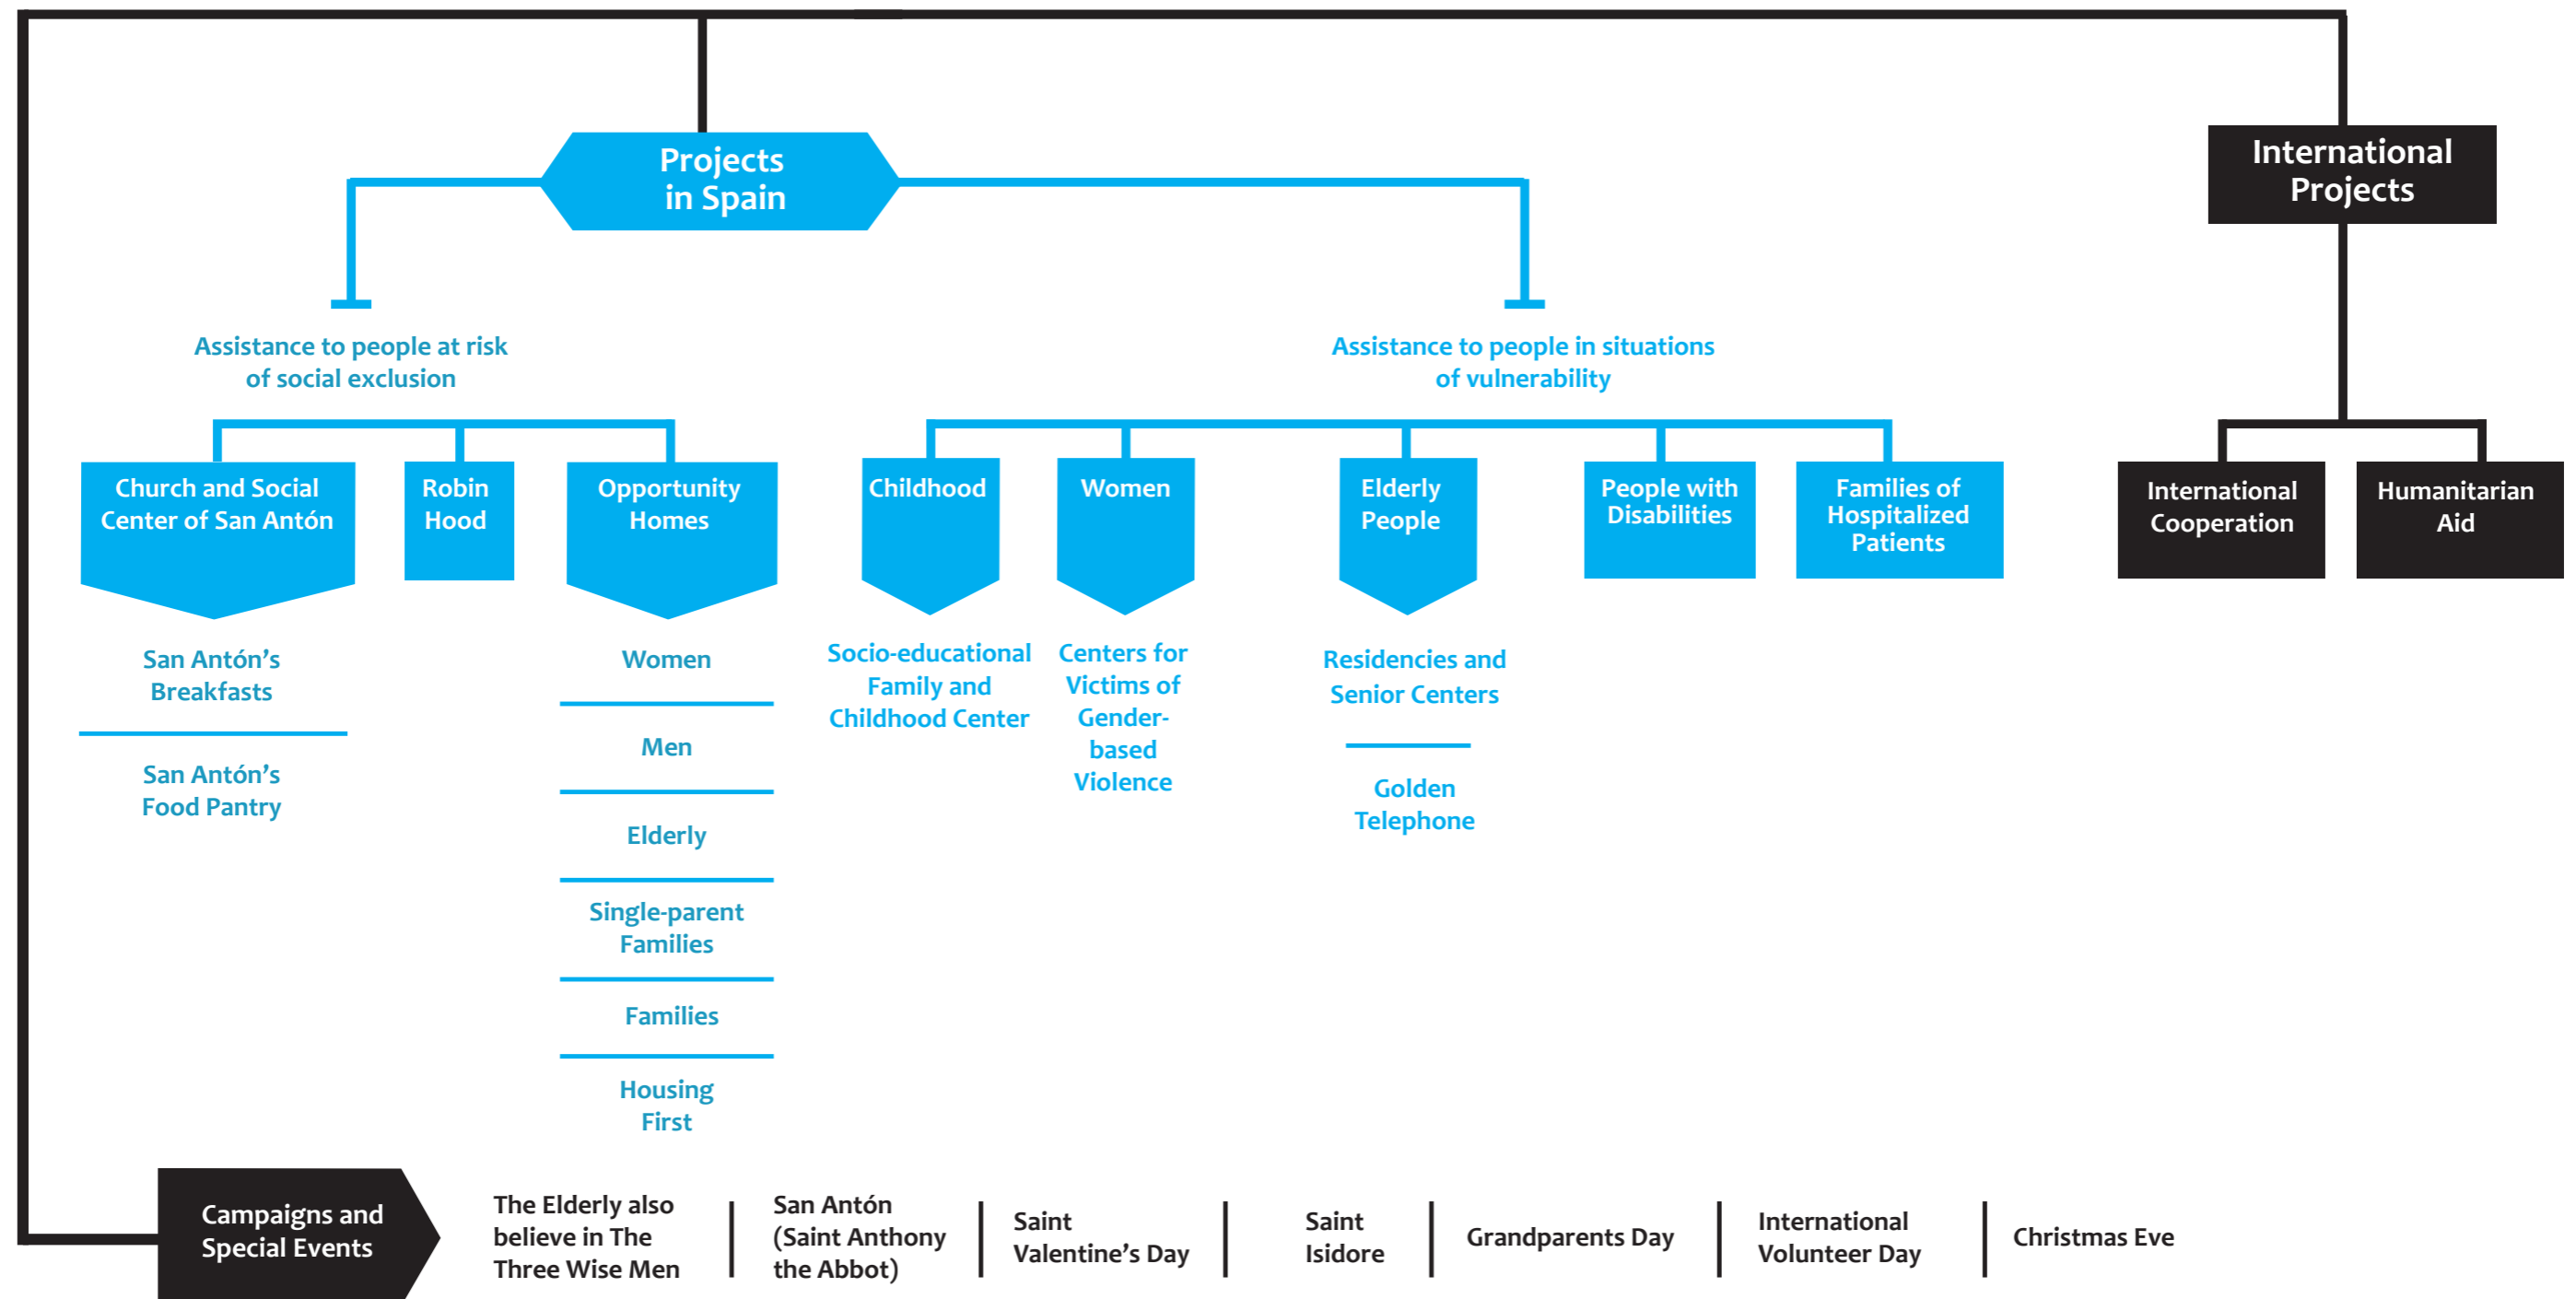 Projects
in Spain
International
Projects
Assistance to people at risk
of social exclusion
Assistance to people in situations
of vulnerability
Church and Social
Center of San Antón
Robin
Hood
Opportunity
Homes
Childhood
Women
Elderly
People
People with
Disabilities
Families of
Hospitalized
Patients
International
Cooperation
Humanitarian
Aid
San Antón’s
Breakfasts
San Antón’s
Food Pantry
Women
Men
Elderly
Single-parent
Families
Families
Housing
First
Socio-educational
Family and
Childhood Center
Centers for
Victims of
Gender-
based
Violence
Residencies and
Senior Centers
Golden
Telephone
Campaigns and
Special Events
The Elderly also
believe in The
Three Wise Men
San Antón
(Saint Anthony
the Abbot)
Saint
Valentine’s Day
Saint
Isidore
Grandparents Day
International
Volunteer Day
Christmas Eve